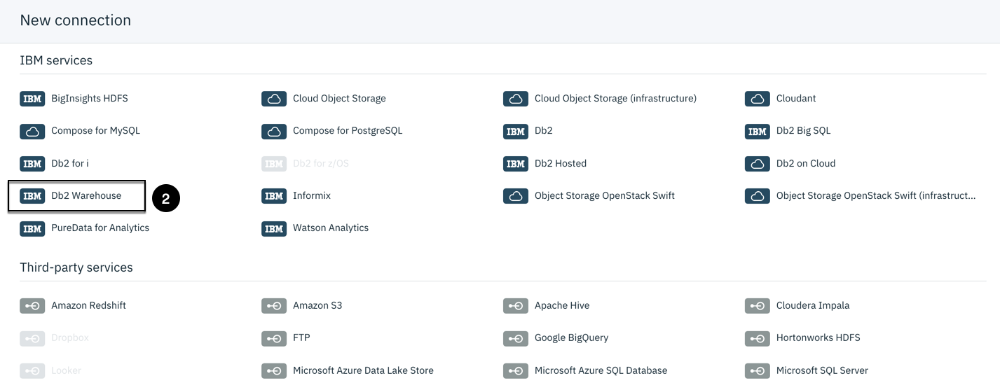 New connection
IBM services
IBM BigInsights HDFS Cloud Object Storage Cloud Object Storage (infrastructure) Cloudant
Compose for MySQL Compose for PostgreSQL IBM Db2 IBM Db2 Big SQL
IBM Db2 for i IBM Db2 for z/OS IBM Db2 Hosted Db2 on Cloud
IBM Db2 Warehouse 2 IBM Informix Object Storage OpenStack Swift Object Storage OpenStack Swift (infrastruct...
IBM PureData for Analytics IBM Watson Analytics
Third-party services
Amazon Redshift Amazon S3 Apache Hive Cloudera Impala
Dropbox FTP Google BigQuery Hortonworks HDFS
Looker Microsoft Azure Data Lake Store Microsoft Azure SQL Database Microsoft SQL Server